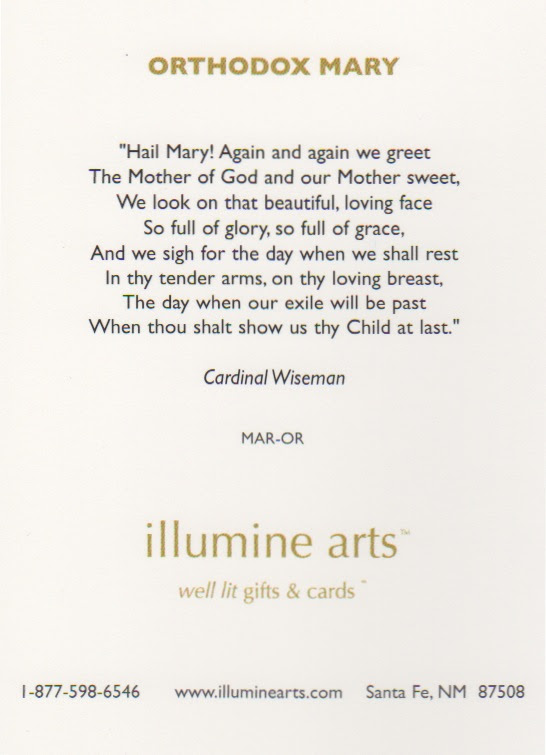 ORTHODOX MARY
"Hail Mary! Again and again we greet
The Mother of God and our Mother sweet,
We look on that beautiful, loving face
So full of glory, so full of grace,
And we sigh for the day when we shall rest
In thy tender arms, on thy loving breast,
The day when our exile will be past
When thou shalt show us thy Child at last."
Cardinal Wiseman
MAR-OR
illumine arts™
well lit gifts & cards™
1-877-598-6546 www.illuminearts.com Santa Fe, NM 87508